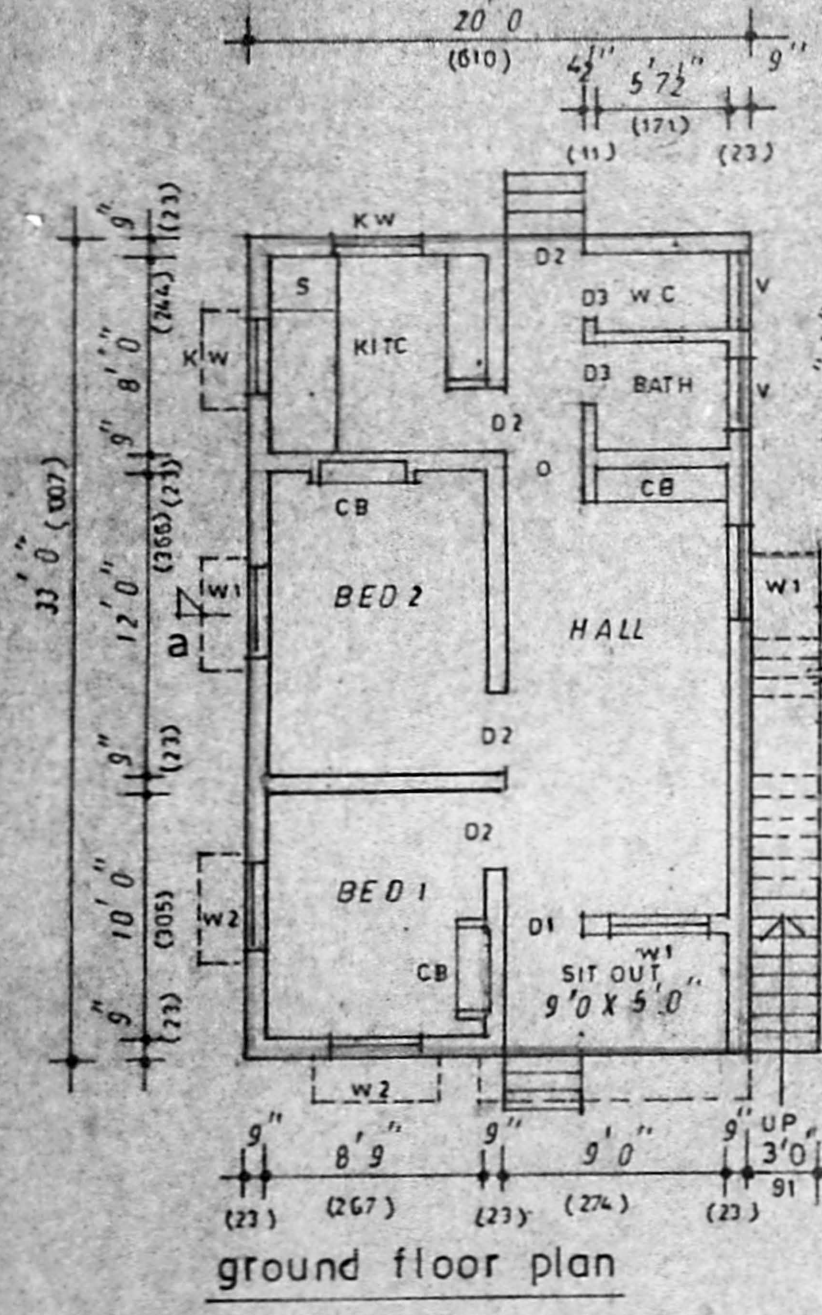 20' 0
(610)
4½"
5'7½"
9"
(11)
(171)
(23)
9"
(23)
KW
D2
S
D3
WC
V
(244)
8' 0"
KW
KITC
D3
BATH
V
D2
9"
(23)
O
CB
CB
33' 0" (1007)
12' 0"
(366)
W1
a
BED 2
HALL
W1
9"
(23)
D2
D2
10' 0"
(305)
W2
BED 1
D1
W1
CB
SIT OUT
9'0 X 5'0"
9"
(23)
W2
UP
9"
8' 9"
9"
9' 0"
9"
3'0"
(23)
(267)
(23)
(274)
(23)
91
ground floor plan